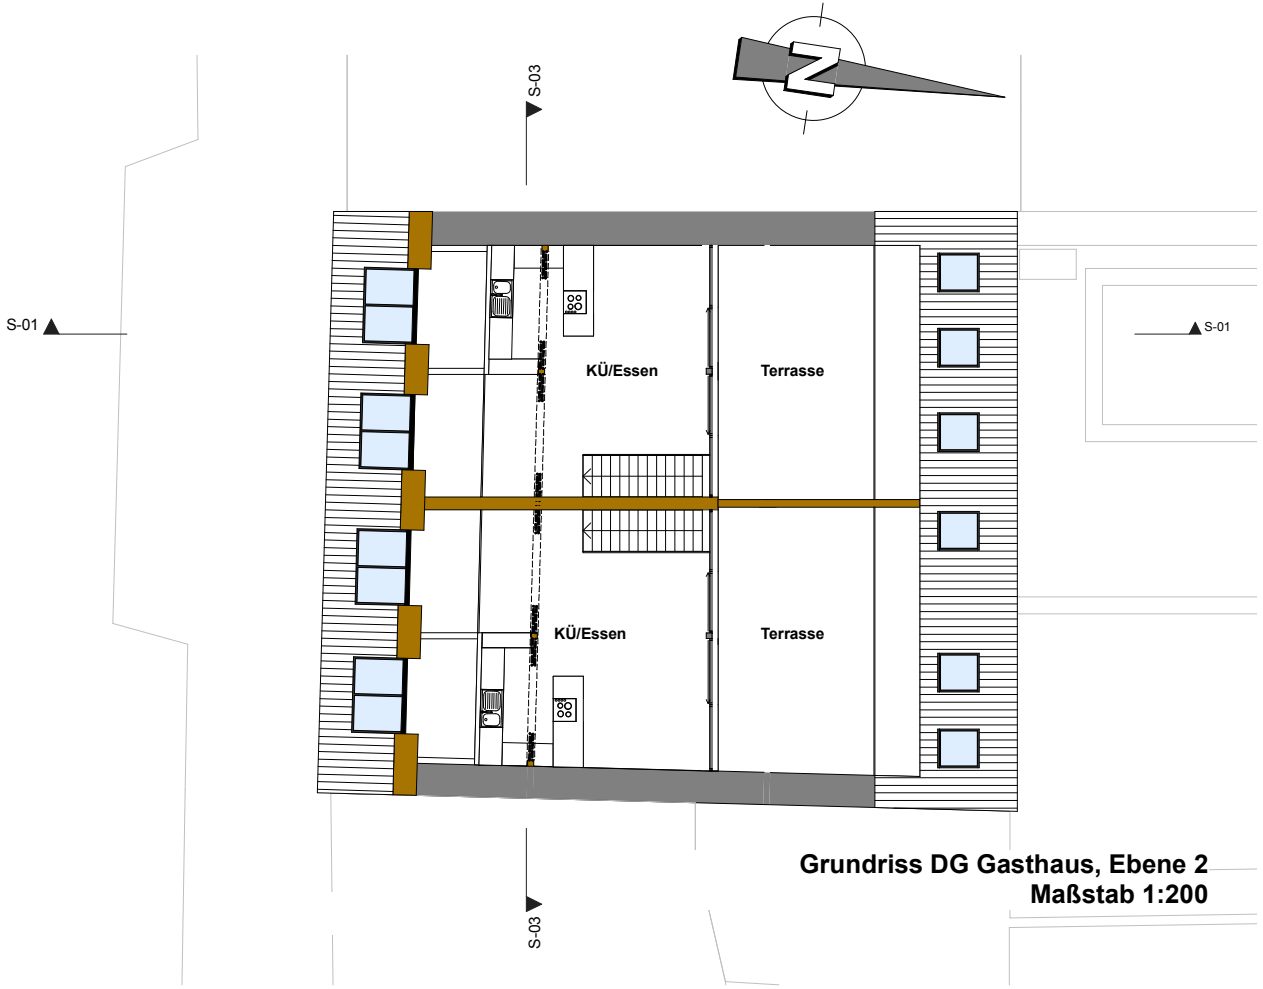 S-03
N
S-01
S-01
KÜ/Essen
Terrasse
KÜ/Essen
Terrasse
Grundriss DG Gasthaus, Ebene 2
Maßstab 1:200
S-03